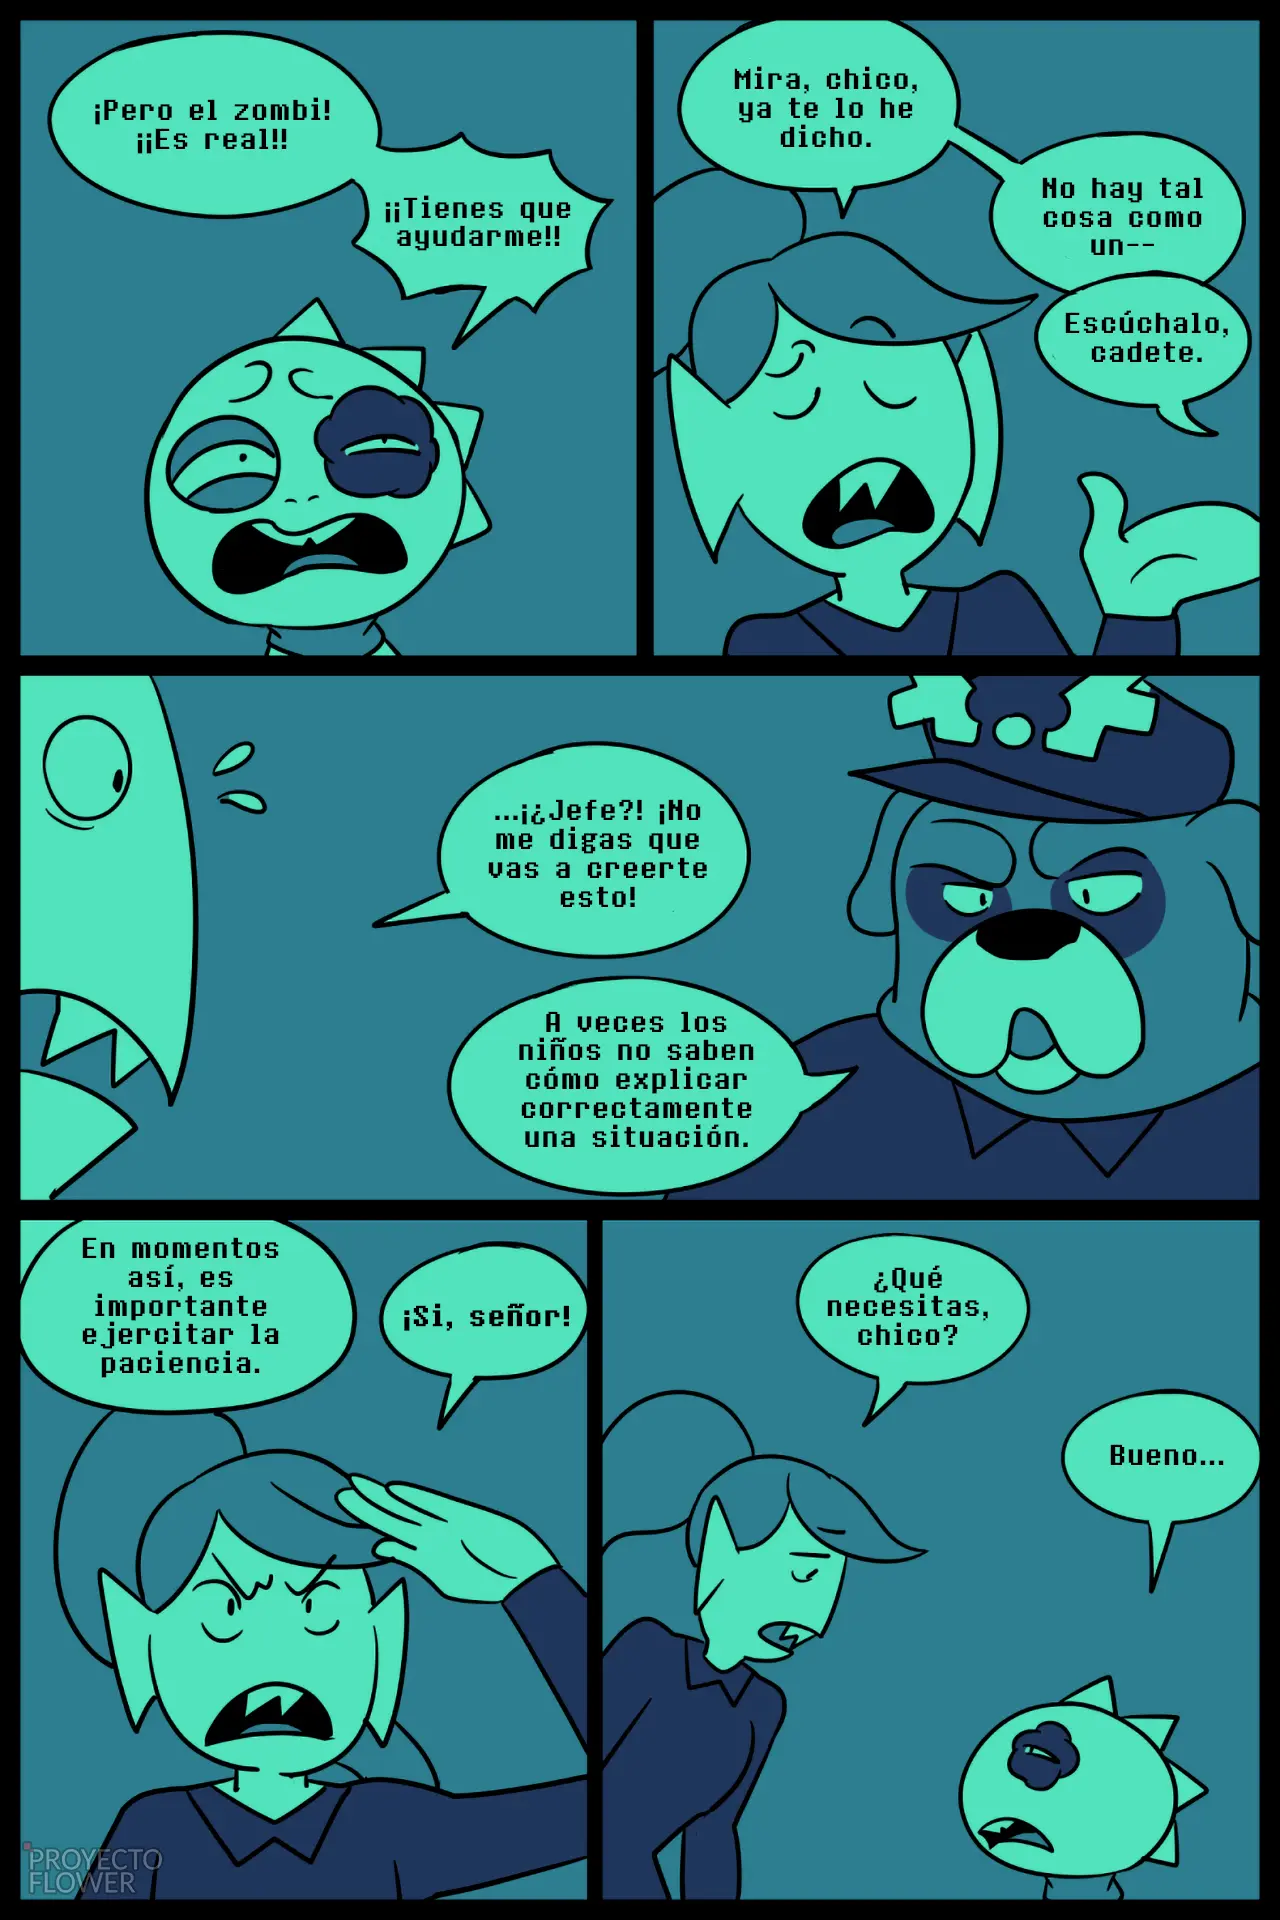 ¡Pero el zombi!
¡¡Es real!!
¡¡Tienes que
ayudarme!!
Mira, chico,
ya te lo he
dicho.
No hay tal
cosa como
un--
Escúchalo,
cadete.
...¡¿Jefe?! ¡No
me digas que
vas a creerte
esto!
A veces los
niños no saben
cómo explicar
correctamente
una situación.
En momentos
así, es
importante
ejercitar la
paciencia.
¡Si, señor!
¿Qué
necesitas,
chico?
Bueno...
PROYECTO
FLOWER